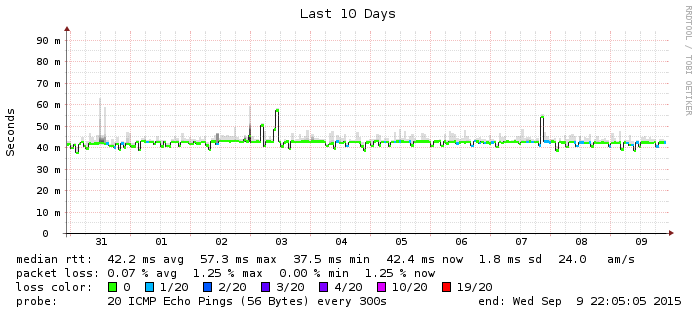 Last 10 Days
RRDTOOL / TOBI OETIKER
Seconds
90 m
80 m
70 m
60 m
50 m
40 m
30 m
20 m
10 m
0
31 01 02 03 04 05 06 07 08 09
median rtt: 42.2 ms avg 57.3 ms max 37.5 ms min 42.4 ms now 1.8 ms sd 24.0 am/s
packet loss: 0.07 % avg 1.25 % max 0.00 % min 1.25 % now
loss color: 0 1/20 2/20 3/20 4/20 10/20 19/20
probe: 20 ICMP Echo Pings (56 Bytes) every 300s end: Wed Sep 9 22:05:05 2015